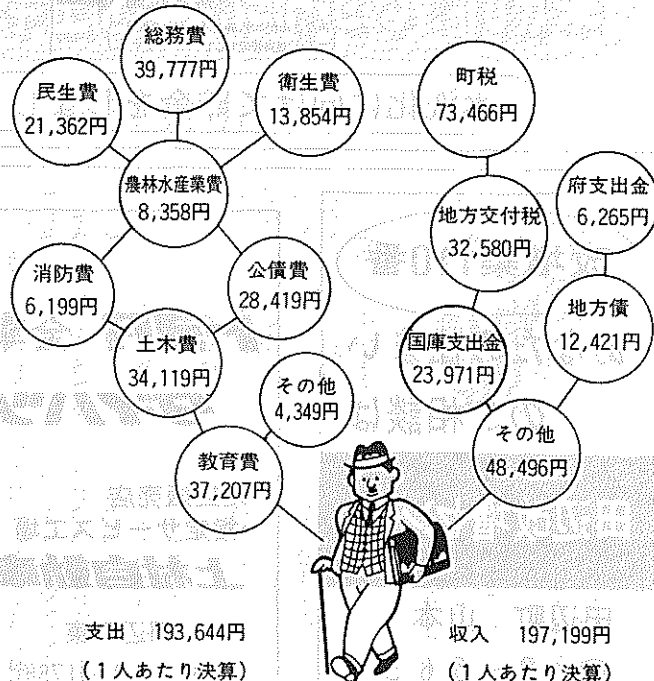 総務費
39,777円
民生費
21,362円
衛生費
13,854円
農林水産業費
8,358円
消防費
6,199円
公債費
28,419円
土木費
34,119円
その他
4,349円
教育費
37,207円
町税
73,466円
地方交付税
32,580円
府支出金
6,265円
地方債
12,421円
国庫支出金
23,971円
その他
48,496円
支出 193,644円
(1人あたり決算)
収入 197,199円
(1人あたり決算)